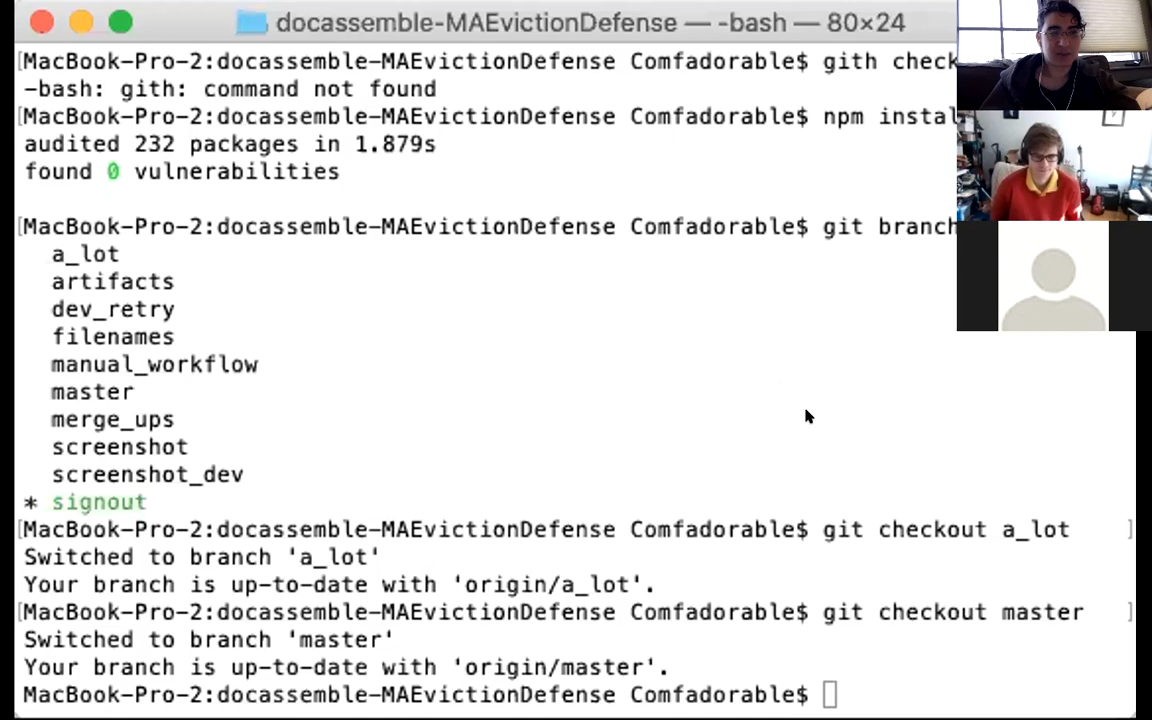 docassemble-MAEvictionDefense — -bash — 80×24
[MacBook-Pro-2:docassemble-MAEvictionDefense Comfadorable$ gith check
-bash: gith: command not found
[MacBook-Pro-2:docassemble-MAEvictionDefense Comfadorable$ npm instal
audited 232 packages in 1.879s
found 0 vulnerabilities
[MacBook-Pro-2:docassemble-MAEvictionDefense Comfadorable$ git branch
a_lot
artifacts
dev_retry
filenames
manual_workflow
master
merge_ups
screenshot
screenshot_dev
* signout
[MacBook-Pro-2:docassemble-MAEvictionDefense Comfadorable$ git checkout a_lot ]
Switched to branch 'a_lot'
Your branch is up-to-date with 'origin/a_lot'.
[MacBook-Pro-2:docassemble-MAEvictionDefense Comfadorable$ git checkout master ]
Switched to branch 'master'
Your branch is up-to-date with 'origin/master'.
MacBook-Pro-2:docassemble-MAEvictionDefense Comfadorable$